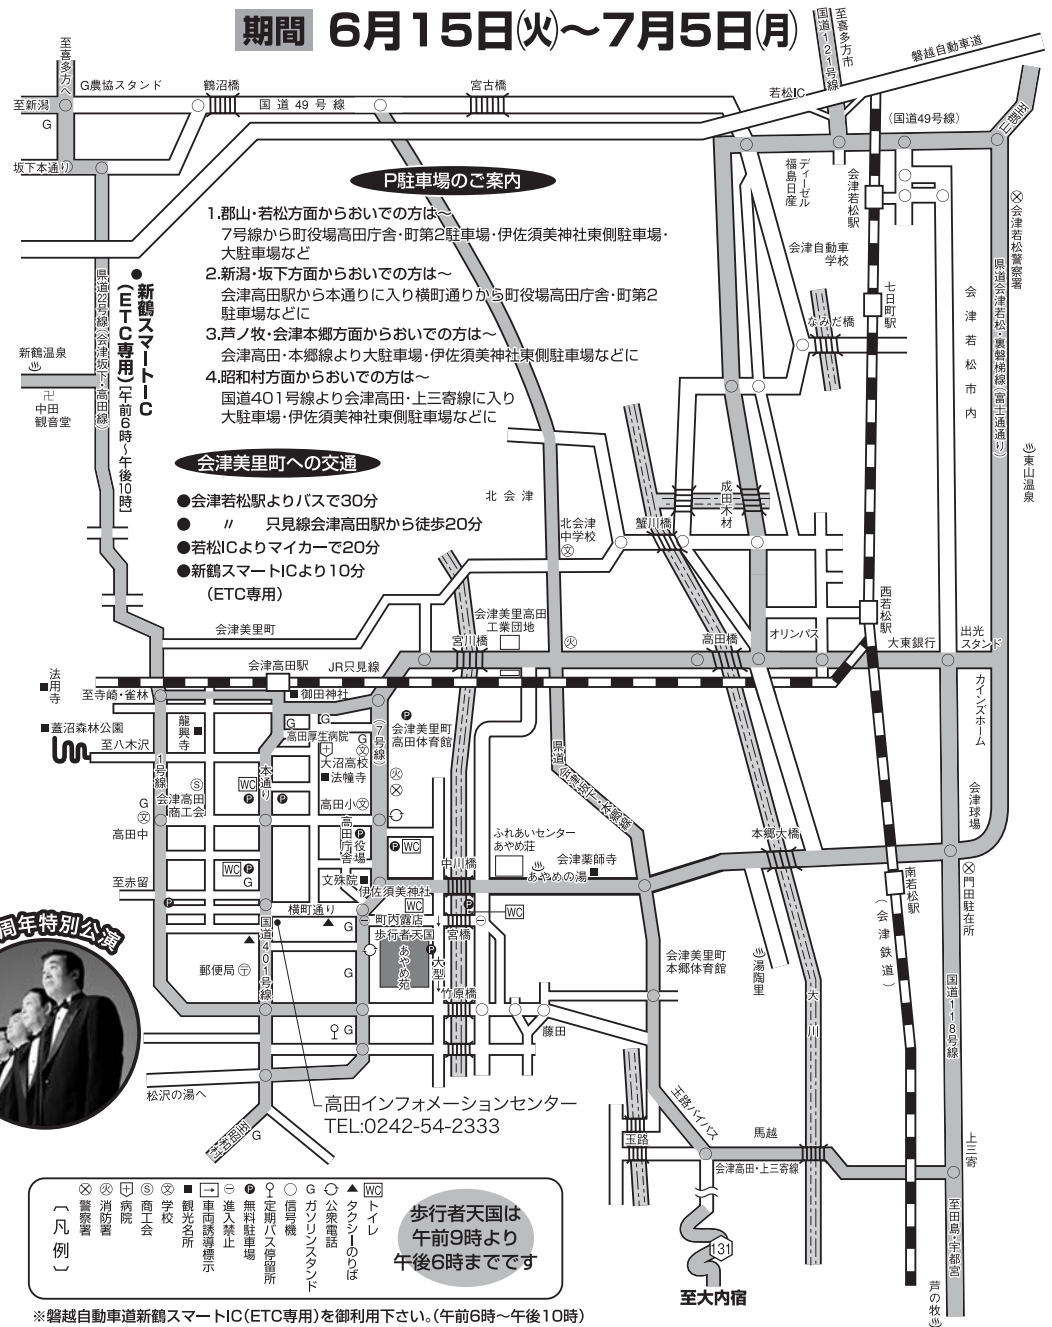 期間 6月15日㈫～7月5日㈪
至喜多方へ
G農協スタンド
鶴沼橋
宮古橋
至喜多方市
国道121号線
磐越自動車道
若松IC
至新潟
国道49号線
(国道49号線)
至猪苗代
G
坂下本通り
P駐車場のご案内
1.郡山・若松方面からおいでの方は～
7号線から町役場高田庁舎・町第2駐車場・伊佐須美神社東側駐車場・
大駐車場など
2.新潟・坂下方面からおいでの方は～
会津高田駅から本通りに入り横町通りから町役場高田庁舎・町第2
駐車場などに
3.芦ノ牧・会津本郷方面からおいでの方は～
会津高田・本郷線より大駐車場・伊佐須美神社東側駐車場などに
4.昭和村方面からおいでの方は～
国道401号線より会津高田・上三寄線に入り
大駐車場・伊佐須美神社東側駐車場などに
ディーゼル
福島日産
会津若松駅
会津若松警察署
会津自動車
学校
七日町駅
なみだ橋
会津若松市内
県道会津若松・裏磐梯線(富士通通り)
東山温泉
●新鶴スマートIC
(ETC専用)
[午前6時～午後10時]
県道22号線(会津坂下・高田線)
新鶴温泉
卍
中田
観音堂
会津美里町への交通
●会津若松駅よりバスで30分
● 〃 只見線会津高田駅から徒歩20分
●若松ICよりマイカーで20分
●新鶴スマートICより10分
(ETC専用)
北会津
北会津
中学校
文
蟹川橋
成田木材
西若松駅
会津美里町
会津美里高田
工業団地
宮川橋
火
高田橋
オリンパス
大東銀行
出光
スタンド
会津高田駅
JR只見線
■法用寺
至寺崎・雀林
■御田神社
■蓋沼森林公園
至八木沢
龍興寺■
G
G
高田厚生病院
(7号線)
会津美里町
高田体育館
カインズホーム
1号線
本通り
G
文
大沼高校
■法幢寺
火
県道
会津坂下・本郷線
会津高田
商工会
WC
高田小文
G
文
高田中
高田庁舎
町役場
WC
ふれあいセンター
あやめ荘
会津薬師寺
あやめの湯
本郷大橋
会津球場
中川橋
至赤留
WC
G
文殊院■
伊佐須美神社
WC
WC
南若松駅
(会津鉄道)
門田駐在所
横町通り
町内露店
宮橋
歩行者天国
あやめ苑
大型
G
国道401号線
郵便局
G
竹原橋
会津美里町
本郷体育館
湯陶里
大川
国道118号線
周年特別公演
G
藤田
松沢の湯へ
高田インフォメーションセンター
TEL:0242-54-2333
至昭和村
G
玉路
玉路バイパス
馬越
会津高田・上三寄線
上三寄
至田島・宇都宮
芦の牧
131
至大内宿
〔凡例〕
警察署
消防署
病院
商工会
学校
観光名所
車両誘導標示
進入禁止
無料駐車場
定期バス停留所
信号機
G ガソリンスタンド
公衆電話
▲ タクシーのりば
WC トイレ
歩行者天国は
午前9時より
午後6時までです
※磐越自動車道新鶴スマートIC(ETC専用)を御利用下さい。(午前6時～午後10時)